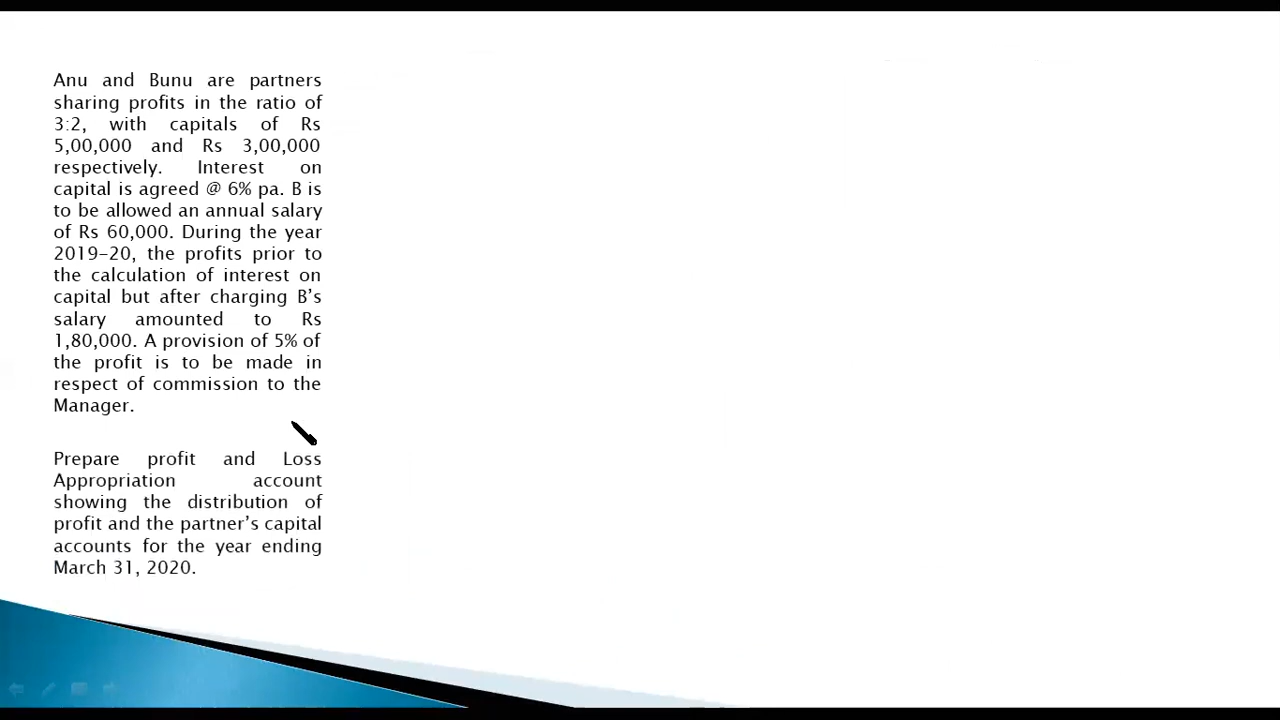 Anu and Bunu are partners
sharing profits in the ratio of
3:2, with capitals of Rs
5,00,000 and Rs 3,00,000
respectively. Interest on
capital is agreed @ 6% pa. B is
to be allowed an annual salary
of Rs 60,000. During the year
2019-20, the profits prior to
the calculation of interest on
capital but after charging B's
salary amounted to Rs
1,80,000. A provision of 5% of
the profit is to be made in
respect of commission to the
Manager.
Prepare profit and Loss
Appropriation account
showing the distribution of
profit and the partner's capital
accounts for the year ending
March 31, 2020.